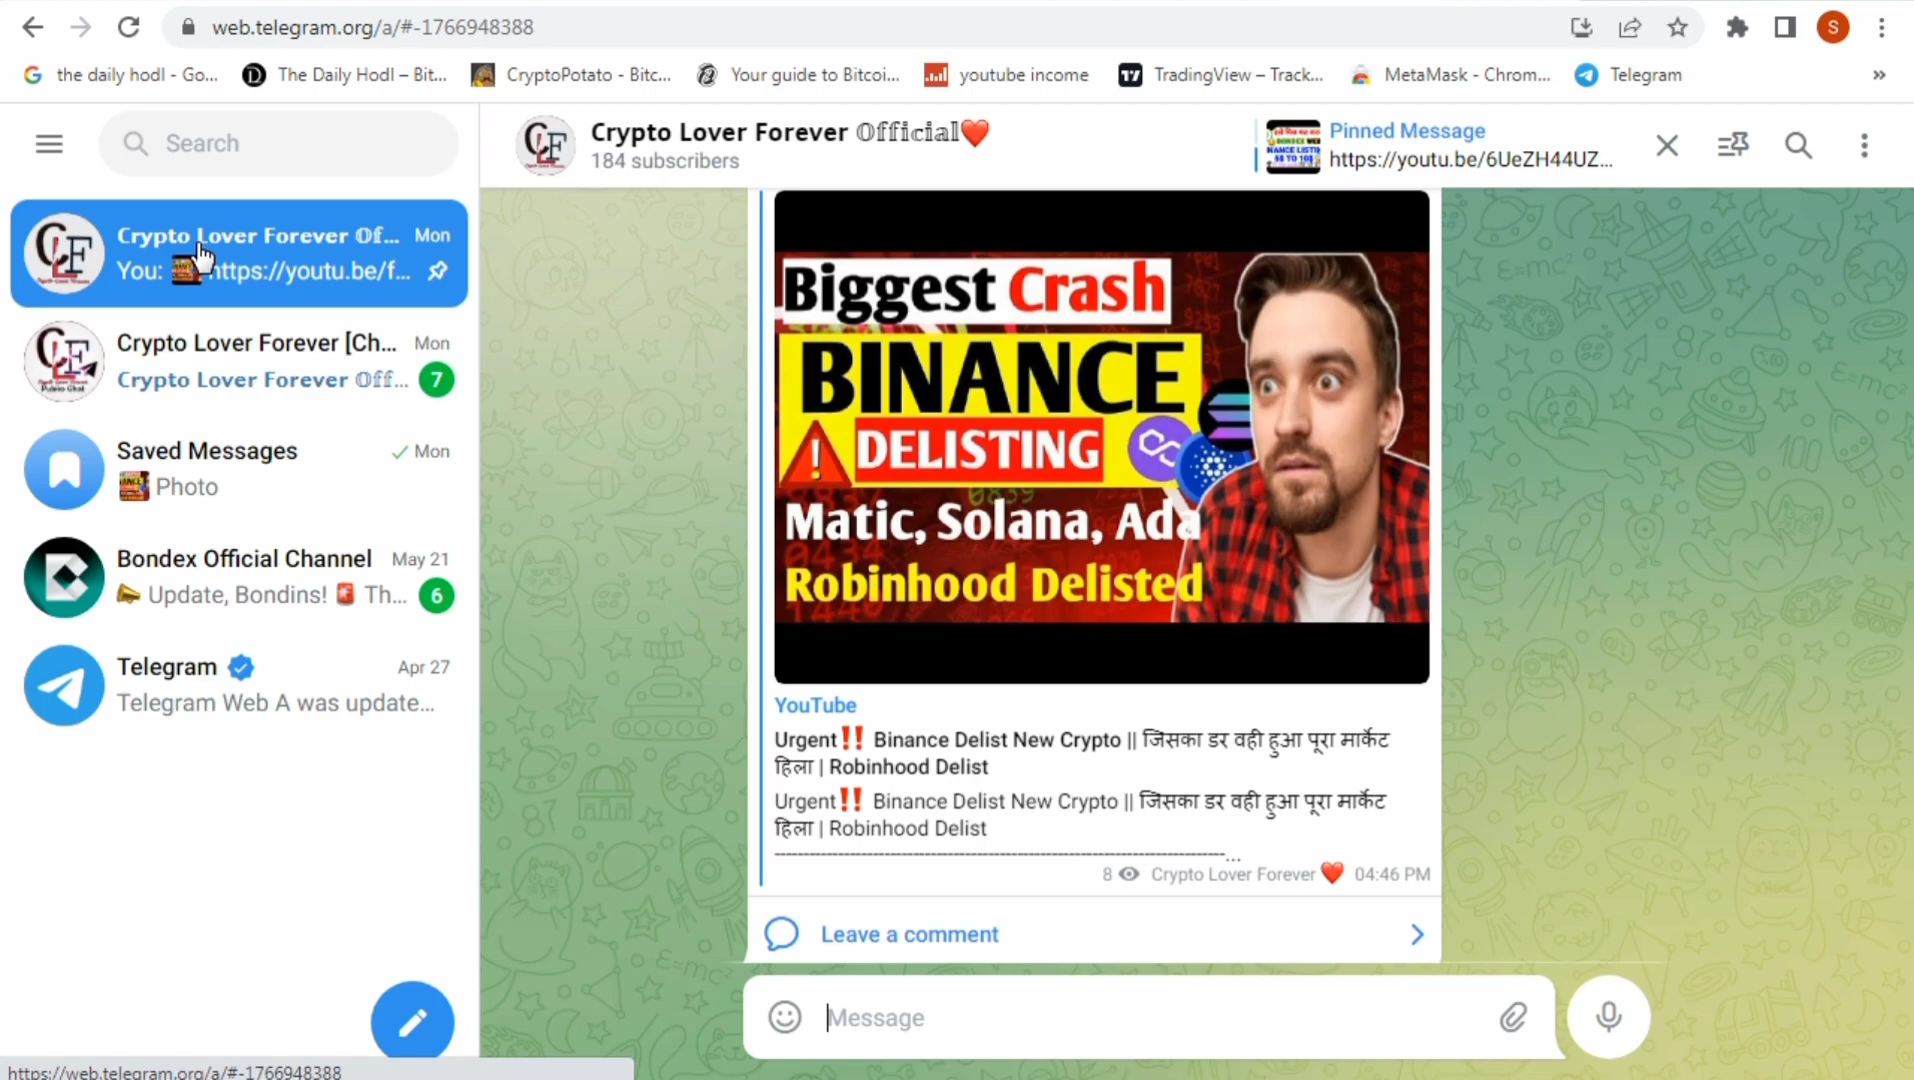 web.telegram.org/a/#-1766948388
S
the daily hodl - Go...
The Daily Hodl – Bit...
CryptoPotato - Bitc...
Your guide to Bitcoi...
youtube income
TradingView – Track...
MetaMask - Chrom...
Telegram
»
Search
Crypto Lover Forever 𝕆𝕗𝕗𝕚𝕔𝕚𝕒𝕝❤️
184 subscribers
Pinned Message
https://youtu.be/6UeZH44UZ...
Crypto Lover Forever 𝕆𝕗...
Mon
You: https://youtu.be/f...
Crypto Lover Forever [Ch...
Mon
Crypto Lover Forever 𝕆𝕗𝕗...
7
Saved Messages
Mon
Photo
Bondex Official Channel
May 21
📣 Update, Bondins! 🚨 Th...
6
Telegram
Apr 27
Telegram Web A was update...
Biggest Crash
BINANCE
DELISTING
Matic, Solana, Ada
Robinhood Delisted
YouTube
Urgent‼️ Binance Delist New Crypto || जिसका डर वही हुआ पूरा मार्केट
हिला | Robinhood Delist
Urgent‼️ Binance Delist New Crypto || जिसका डर वही हुआ पूरा मार्केट
हिला | Robinhood Delist
----------------------------------------------------------------------------...
8 Crypto Lover Forever ❤️ 04:46 PM
Leave a comment
Message
https://web.telegram.org/a/#-1766948388